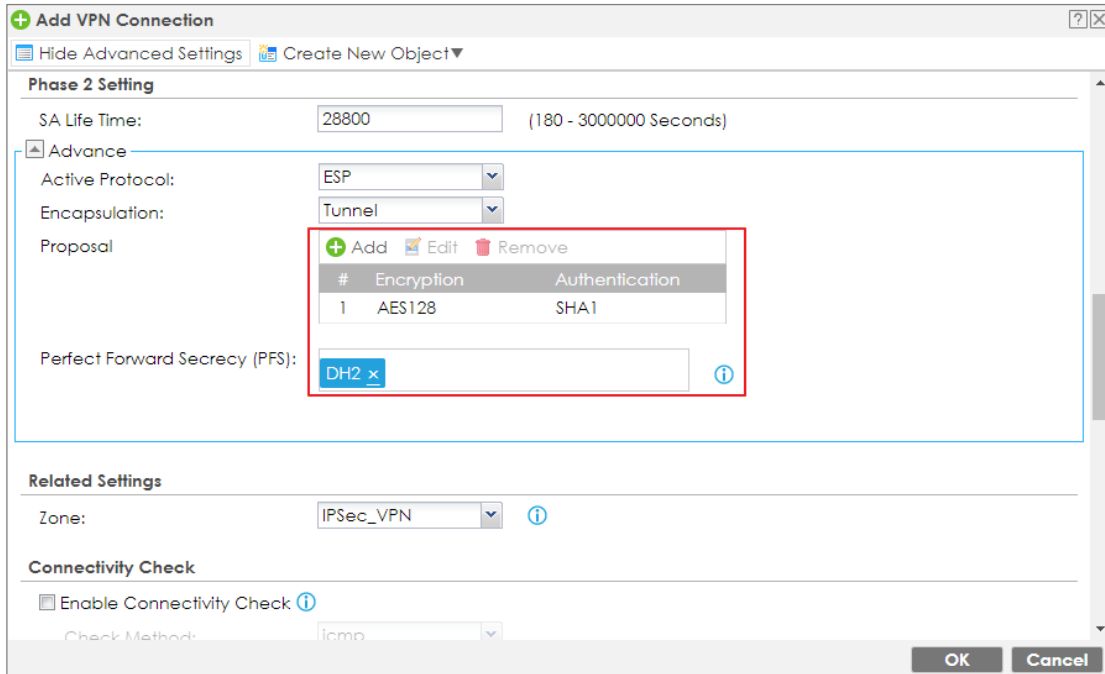 Add VPN Connection ? X
Hide Advanced Settings Create New Object▼
Phase 2 Setting
SA Life Time: 28800 (180 - 3000000 Seconds)
Advance
Active Protocol: ESP
Encapsulation: Tunnel
Proposal Add Edit Remove
# Encryption Authentication
1 AES128 SHA1
Perfect Forward Secrecy (PFS): DH2 × i
Related Settings
Zone: IPSec_VPN i
Connectivity Check
Enable Connectivity Check i
Check Method: icmp
OK Cancel